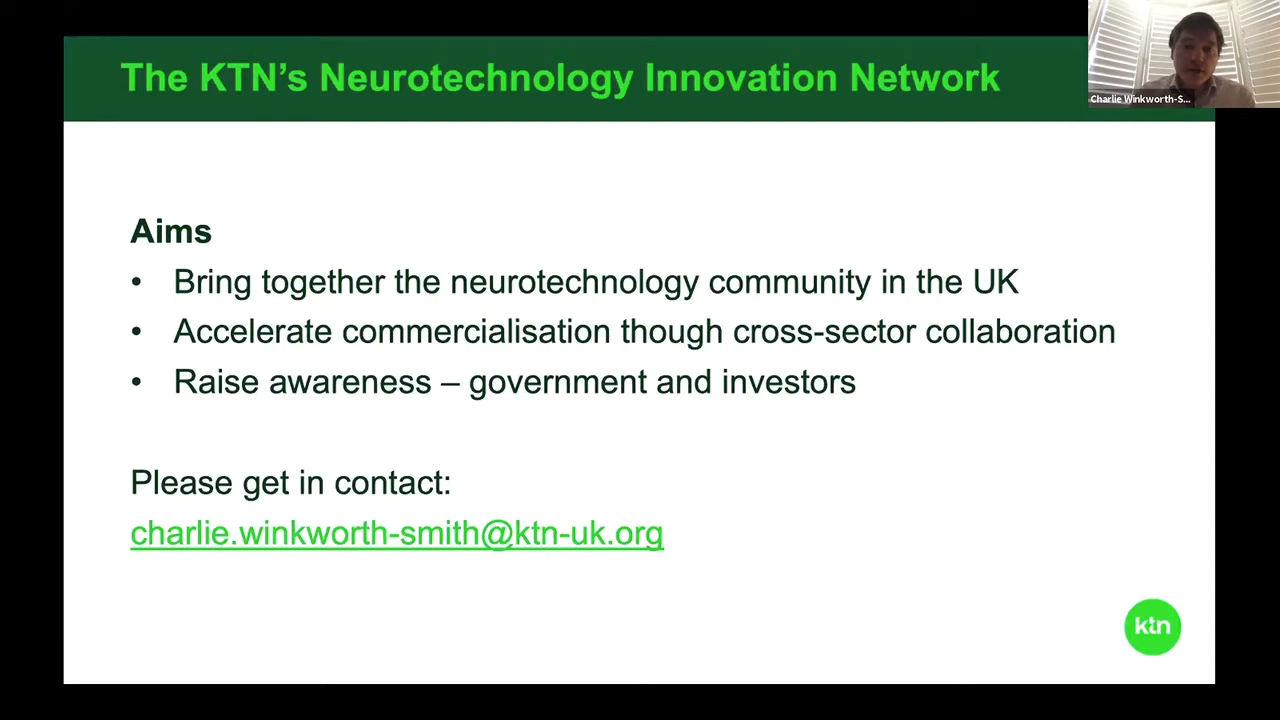 The KTN's Neurotechnology Innovation Network
Charlie Winkworth-S...
Aims
• Bring together the neurotechnology community in the UK
• Accelerate commercialisation though cross-sector collaboration
• Raise awareness – government and investors
Please get in contact:
charlie.winkworth-smith@ktn-uk.org
ktn